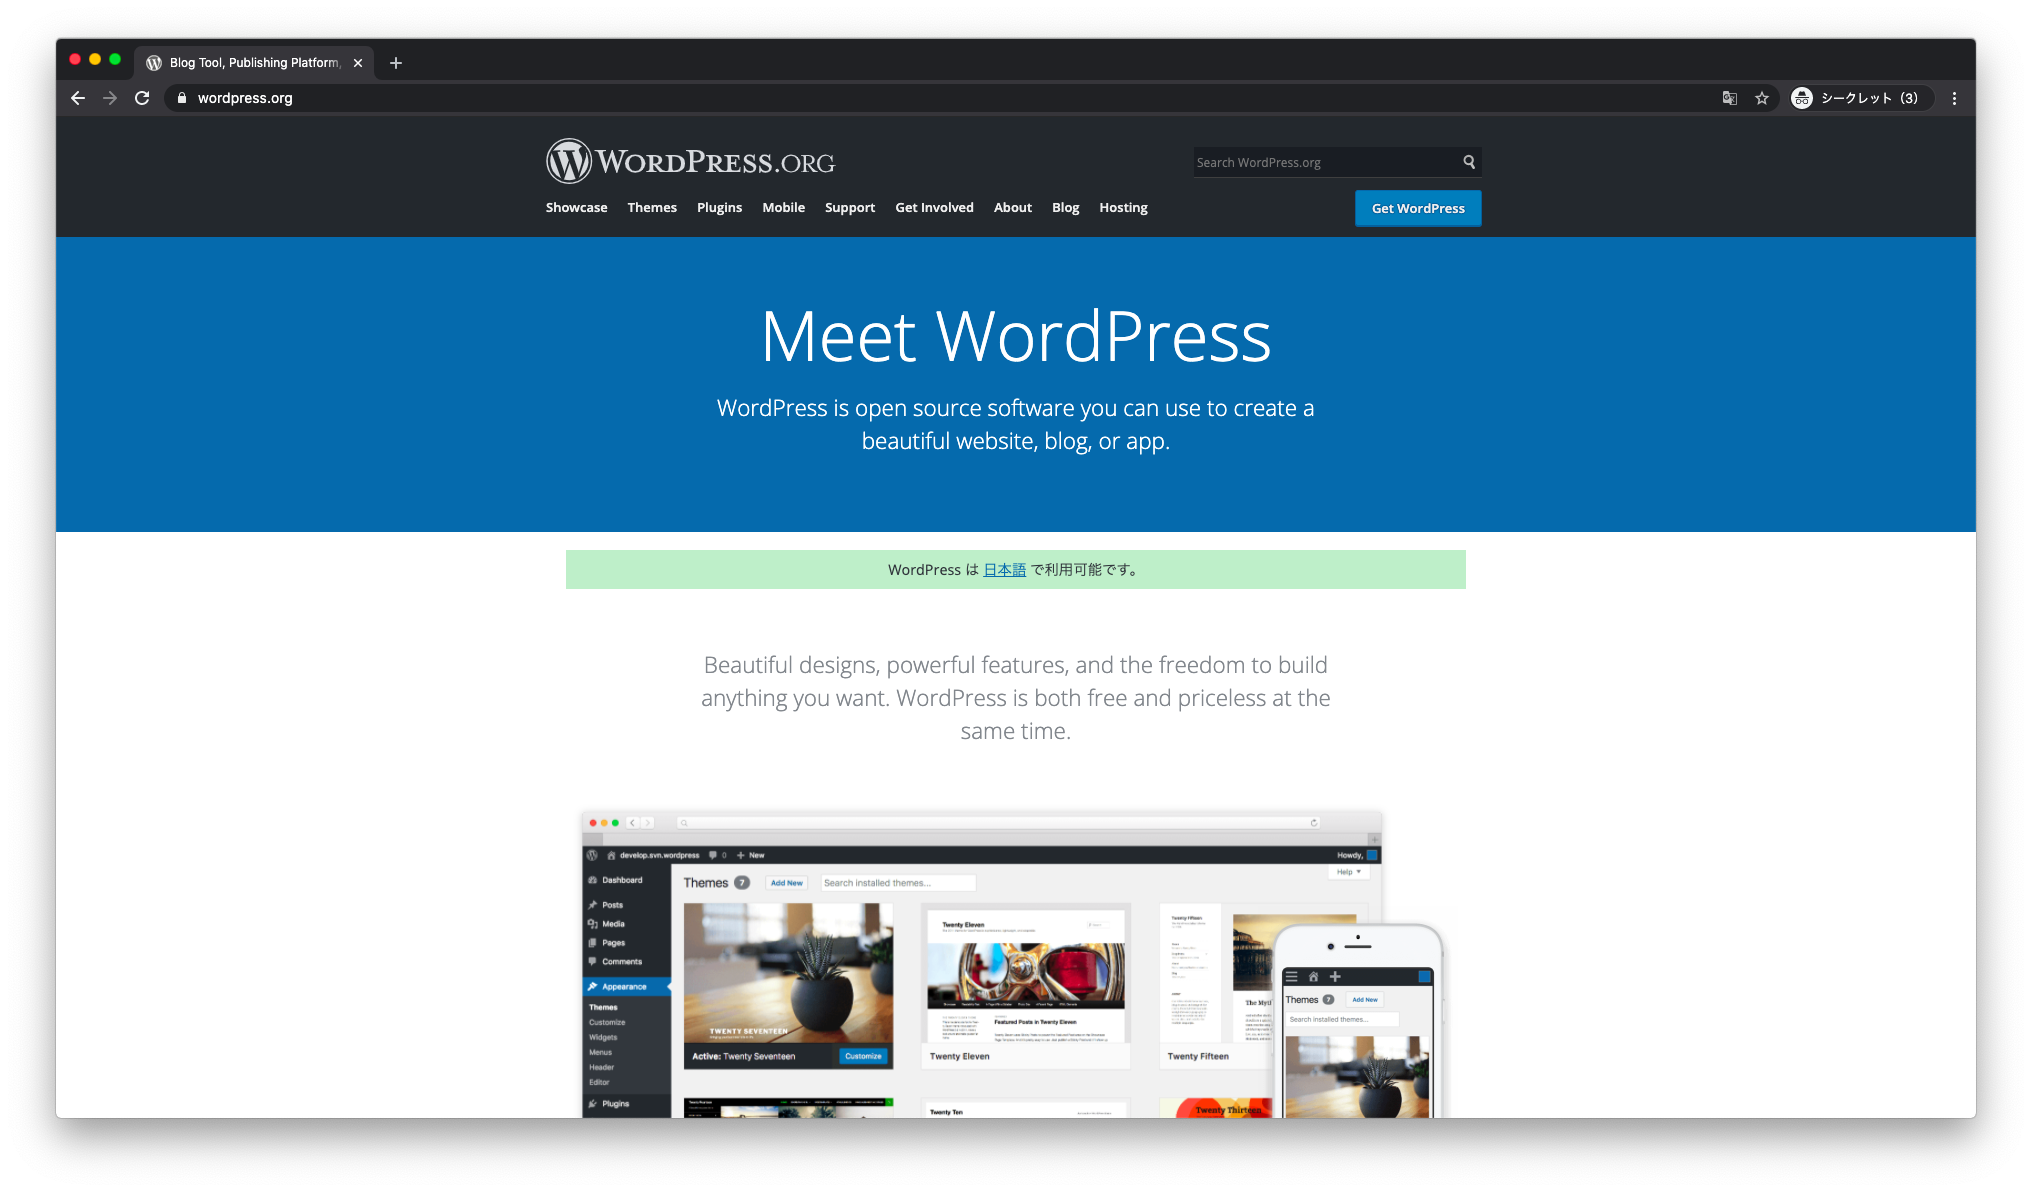 Blog Tool, Publishing Platform,
wordpress.org
シークレット (3)
WORDPRESS.ORG
Search WordPress.org
Showcase Themes Plugins Mobile Support Get Involved About Blog Hosting
Get WordPress
Meet WordPress
WordPress is open source software you can use to create a
beautiful website, blog, or app.
WordPress は 日本語 で利用可能です。
Beautiful designs, powerful features, and the freedom to build
anything you want. WordPress is both free and priceless at the
same time.
develop.svn.wordpress 0 New
Howdy,
Help
Dashboard
Posts
Media
Pages
Comments
Appearance
Themes
Customize
Widgets
Menus
Header
Editor
Plugins
Themes 7 Add New Search installed themes...
TWENTY SEVENTEEN
Active: Twenty Seventeen Customize
Twenty Eleven
Featured Posts in Twenty Eleven
Twenty Eleven
Twenty Fifteen
The Myth
Twenty Fifteen
Twenty Ten
Twenty Thirteen
Themes 7 Add New
Search installed themes...